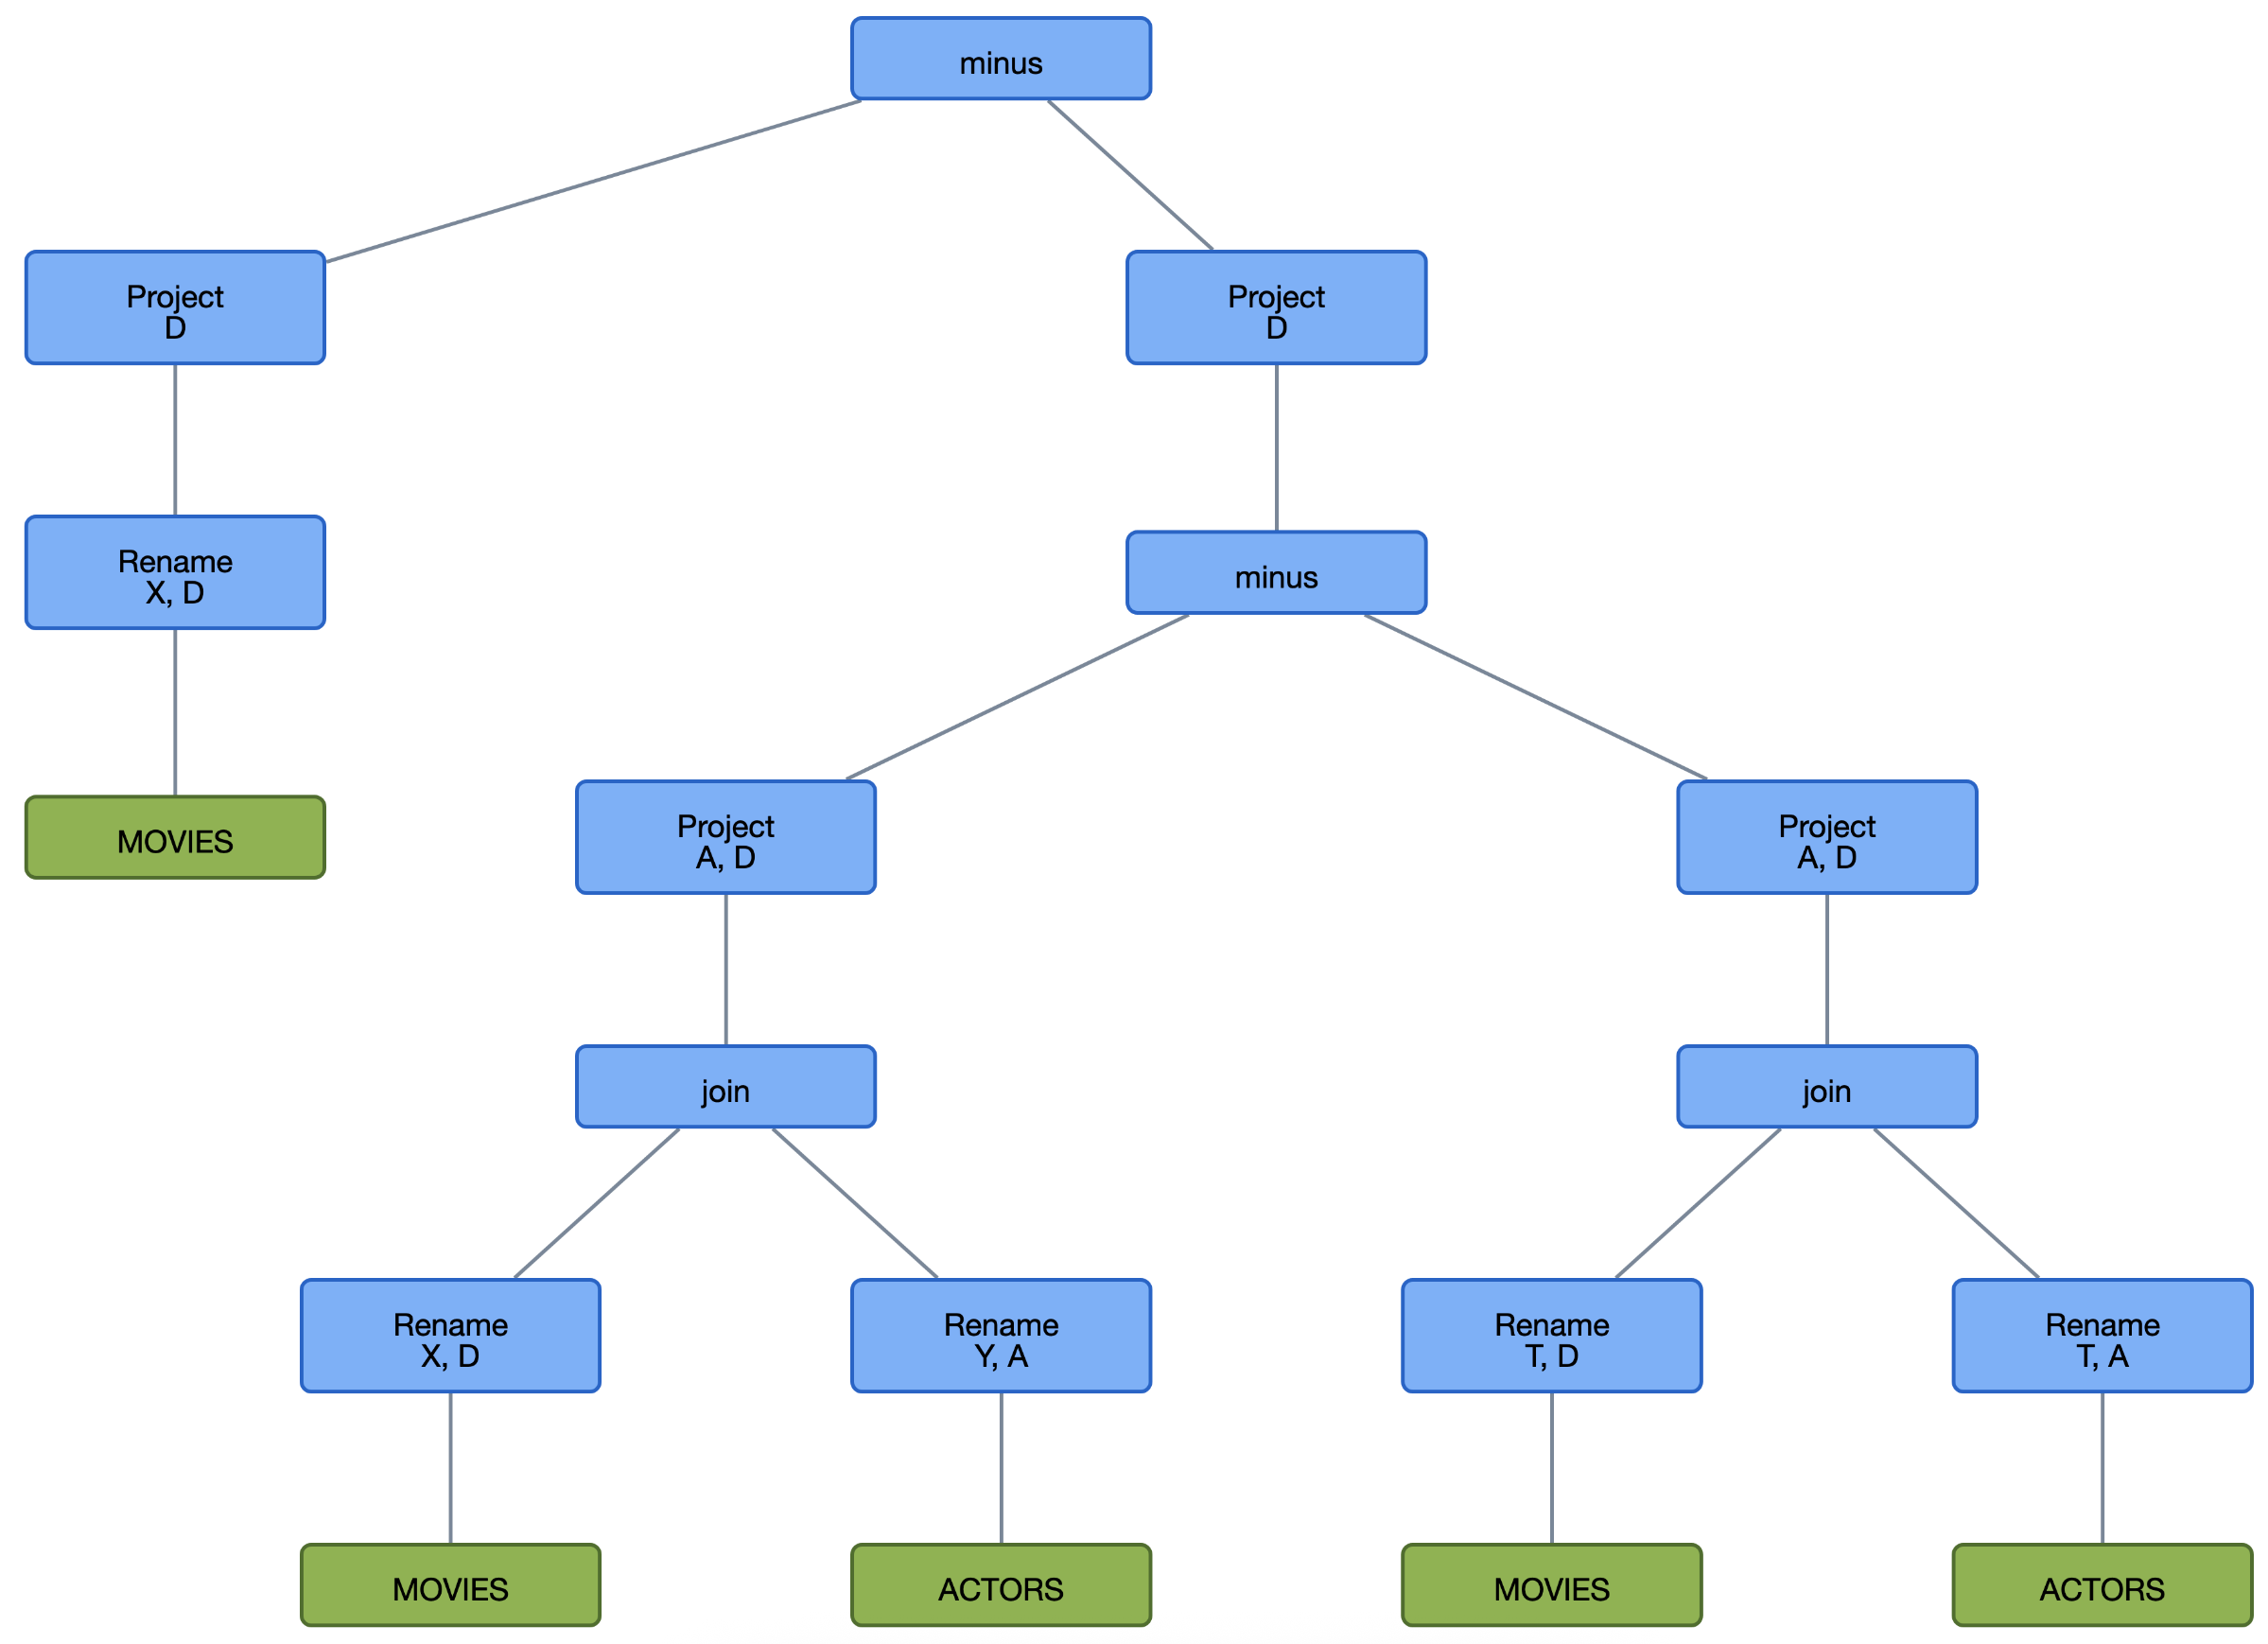 minus
Project
D
Project
D
Rename
X, D
minus
MOVIES
Project
A, D
Project
A, D
join
join
Rename
X, D
Rename
Y, A
Rename
T, D
Rename
T, A
MOVIES
ACTORS
MOVIES
ACTORS